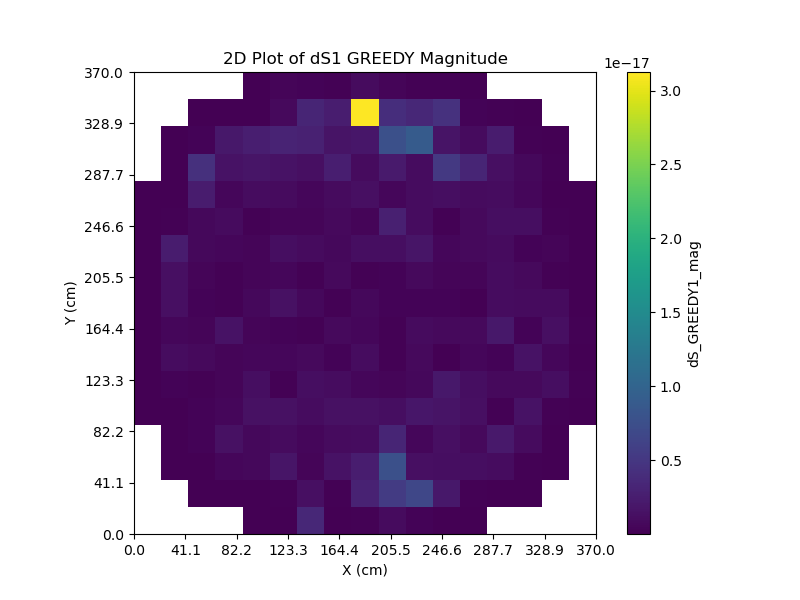 2D Plot of dS1 GREEDY Magnitude
1e−17
370.0
328.9
287.7
246.6
205.5
164.4
123.3
82.2
41.1
0.0
Y (cm)
0.0 41.1 82.2 123.3 164.4 205.5 246.6 287.7 328.9 370.0
X (cm)
3.0
2.5
2.0
1.5
1.0
0.5
dS_GREEDY1_mag